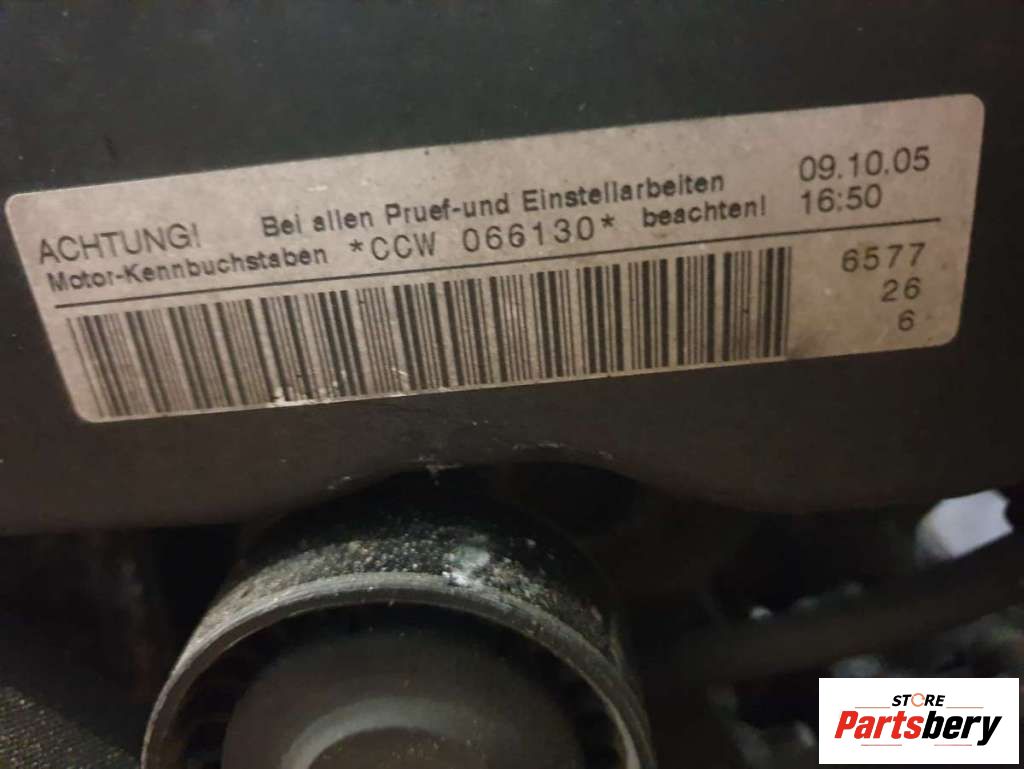 ACHTUNG! Bei allen Pruef-und Einstellarbeiten 09.10.05
Motor-Kennbuchstaben *CCW 066130* beachten! 16:50
6577
26
6
STORE
Partsbery